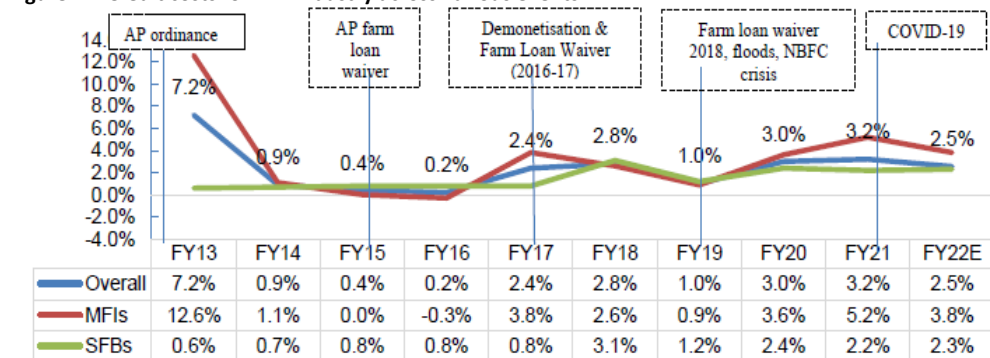 AP ordinance
AP farm
loan
waiver
Demonetisation &
Farm Loan Waiver
(2016-17)
Farm loan waiver
2018, floods, NBFC
crisis
COVID-19
12.0%
10.0%
8.0%
6.0%
4.0%
2.0%
0.0%
-2.0%
-4.0%
7.2%
0.9%
0.4%
0.2%
2.4%
2.8%
1.0%
3.0%
3.2%
2.5%
FY13 FY14 FY15 FY16 FY17 FY18 FY19 FY20 FY21 FY22E
Overall 7.2% 0.9% 0.4% 0.2% 2.4% 2.8% 1.0% 3.0% 3.2% 2.5%
MFIs 12.6% 1.1% 0.0% -0.3% 3.8% 2.6% 0.9% 3.6% 5.2% 3.8%
SFBs 0.6% 0.7% 0.8% 0.8% 0.8% 3.1% 1.2% 2.4% 2.2% 2.3%